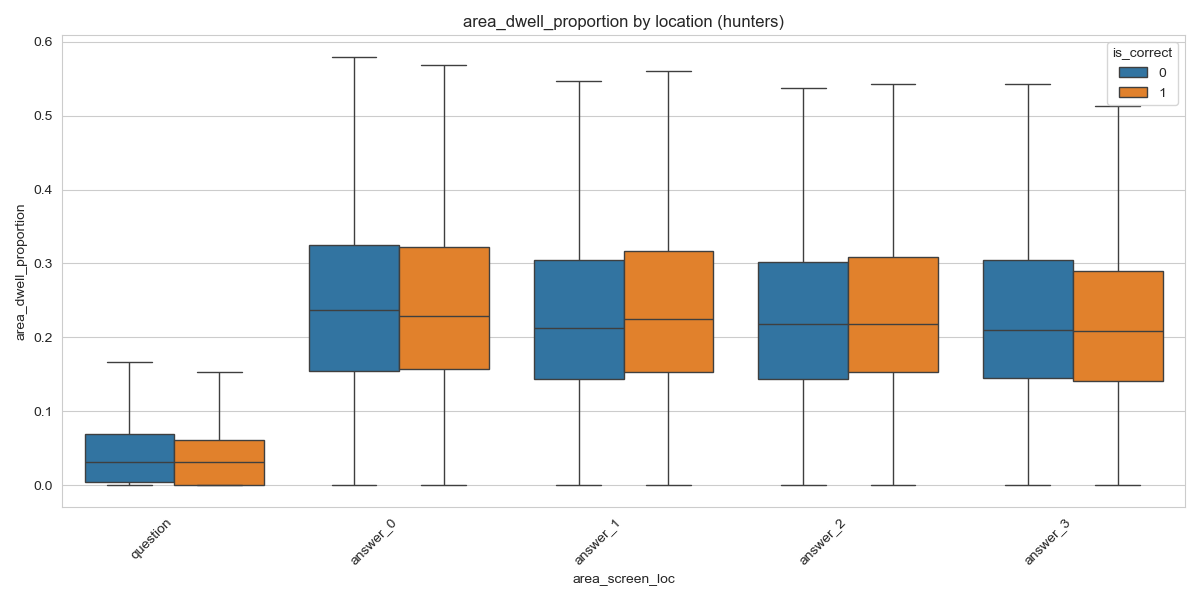 area_dwell_proportion by location (hunters)
is_correct
0
1
area_dwell_proportion
0.6
0.5
0.4
0.3
0.2
0.1
0.0
question
answer_0
answer_1
answer_2
answer_3
area_screen_loc